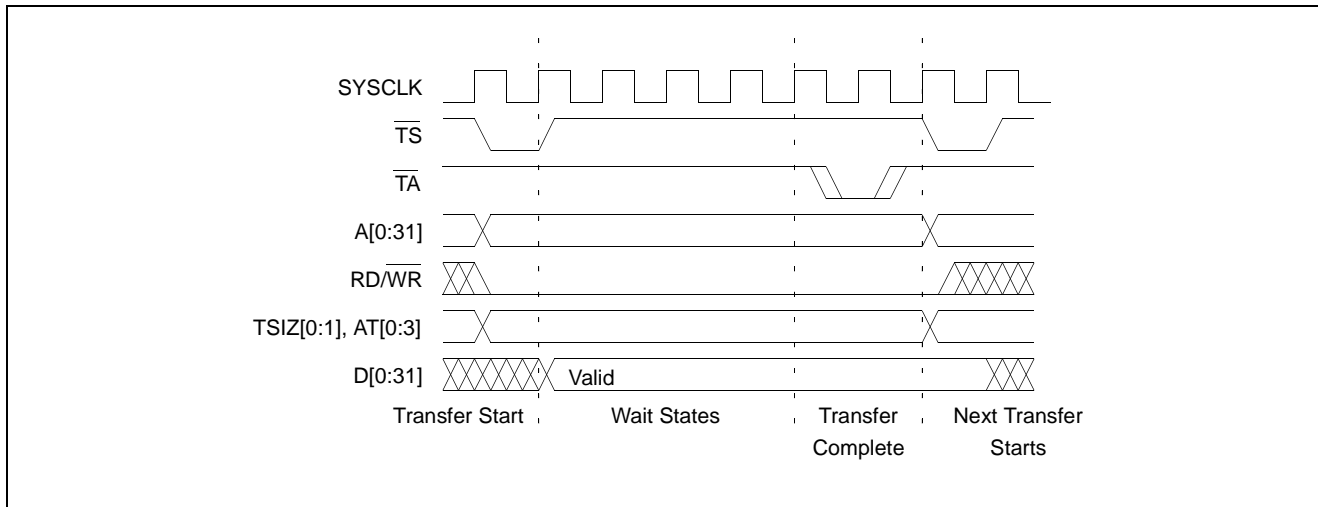 SYSCLK
TS
TA
A[0:31]
RD/WR
TSIZ[0:1], AT[0:3]
D[0:31]
Valid
Transfer Start
Wait States
Transfer
Complete
Next Transfer
Starts